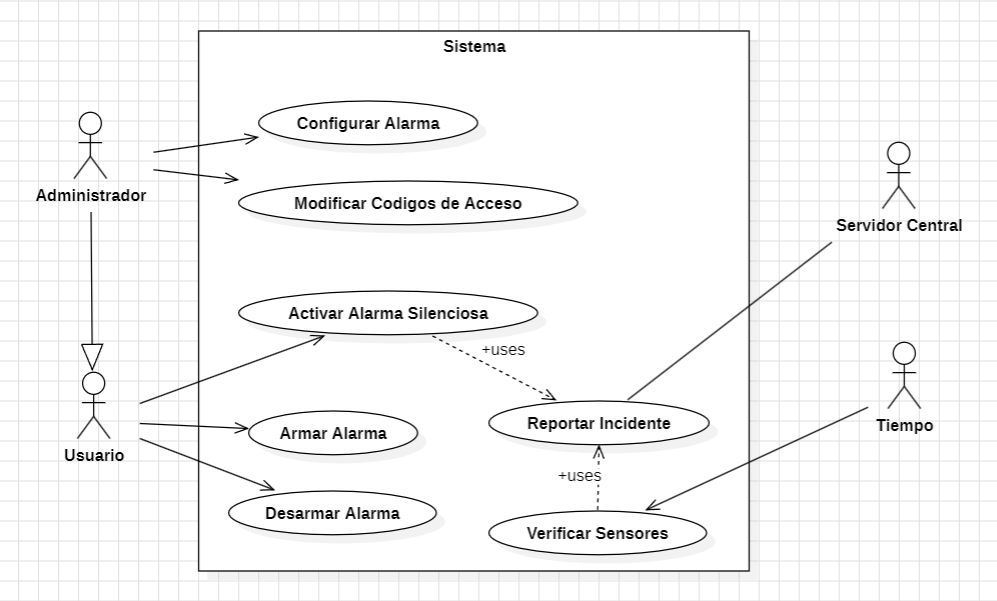 Sistema
Configurar Alarma
Administrador
Modificar Codigos de Acceso
Servidor Central
Activar Alarma Silenciosa
+uses
Armar Alarma
Reportar Incidente
Tiempo
Usuario
+uses
Desarmar Alarma
Verificar Sensores